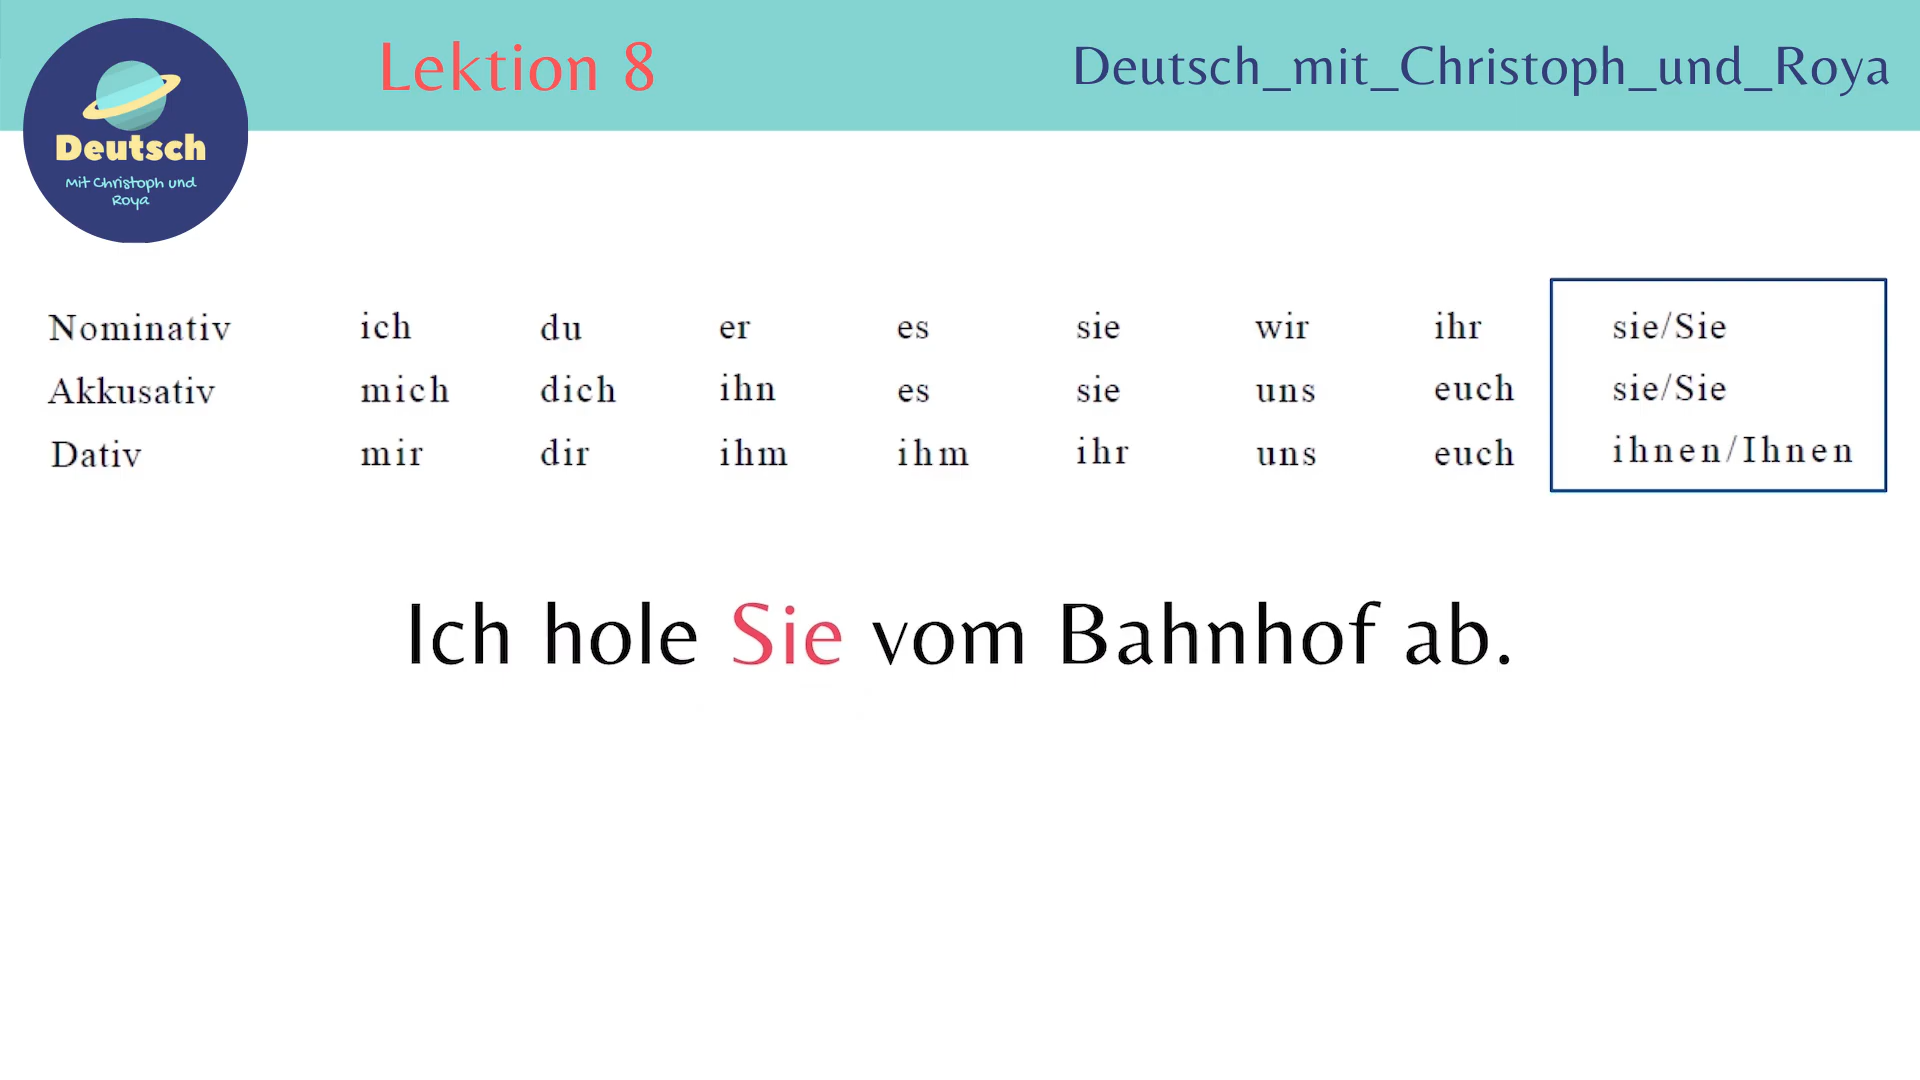 Lektion 8
Deutsch_mit_Christoph_und_Roya
Deutsch
Mit Christoph und
Roya
Nominativ ich du er es sie wir ihr sie/Sie
Akkusativ mich dich ihn es sie uns euch sie/Sie
Dativ mir dir ihm ihm ihr uns euch ihnen/Ihnen
Ich hole Sie vom Bahnhof ab.